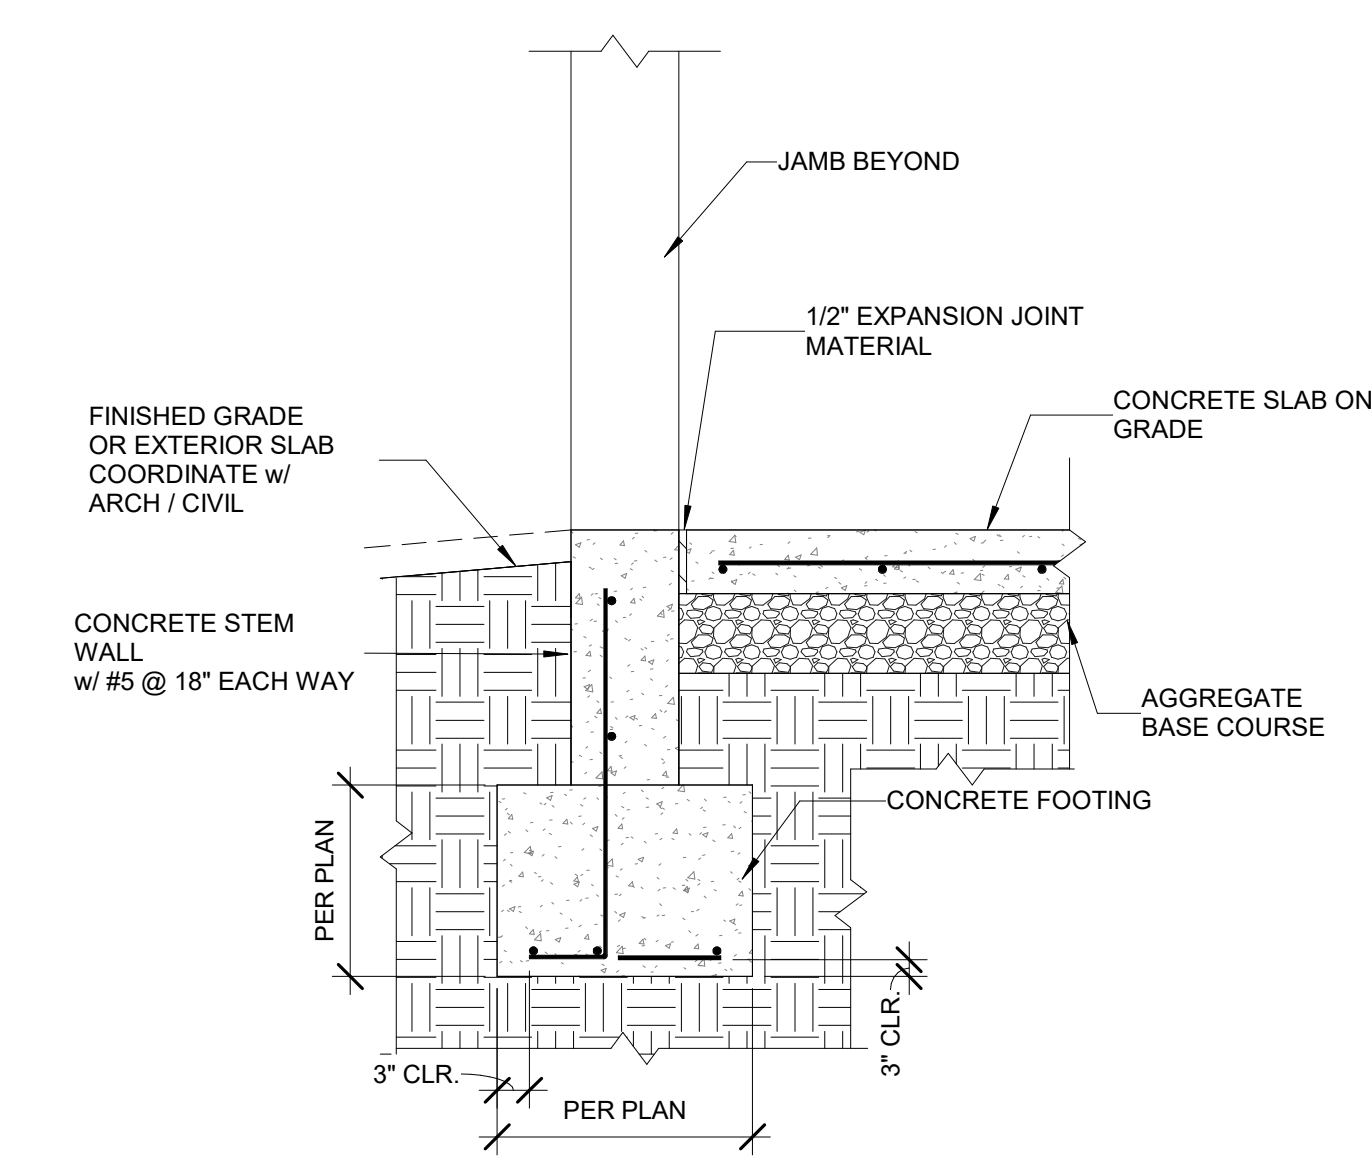 JAMB BEYOND
1/2" EXPANSION JOINT
MATERIAL
CONCRETE SLAB ON
GRADE
FINISHED GRADE
OR EXTERIOR SLAB
COORDINATE w/
ARCH / CIVIL
CONCRETE STEM
WALL
w/ #5 @ 18" EACH WAY
AGGREGATE
BASE COURSE
CONCRETE FOOTING
PER PLAN
3" CLR.
3" CLR.
PER PLAN